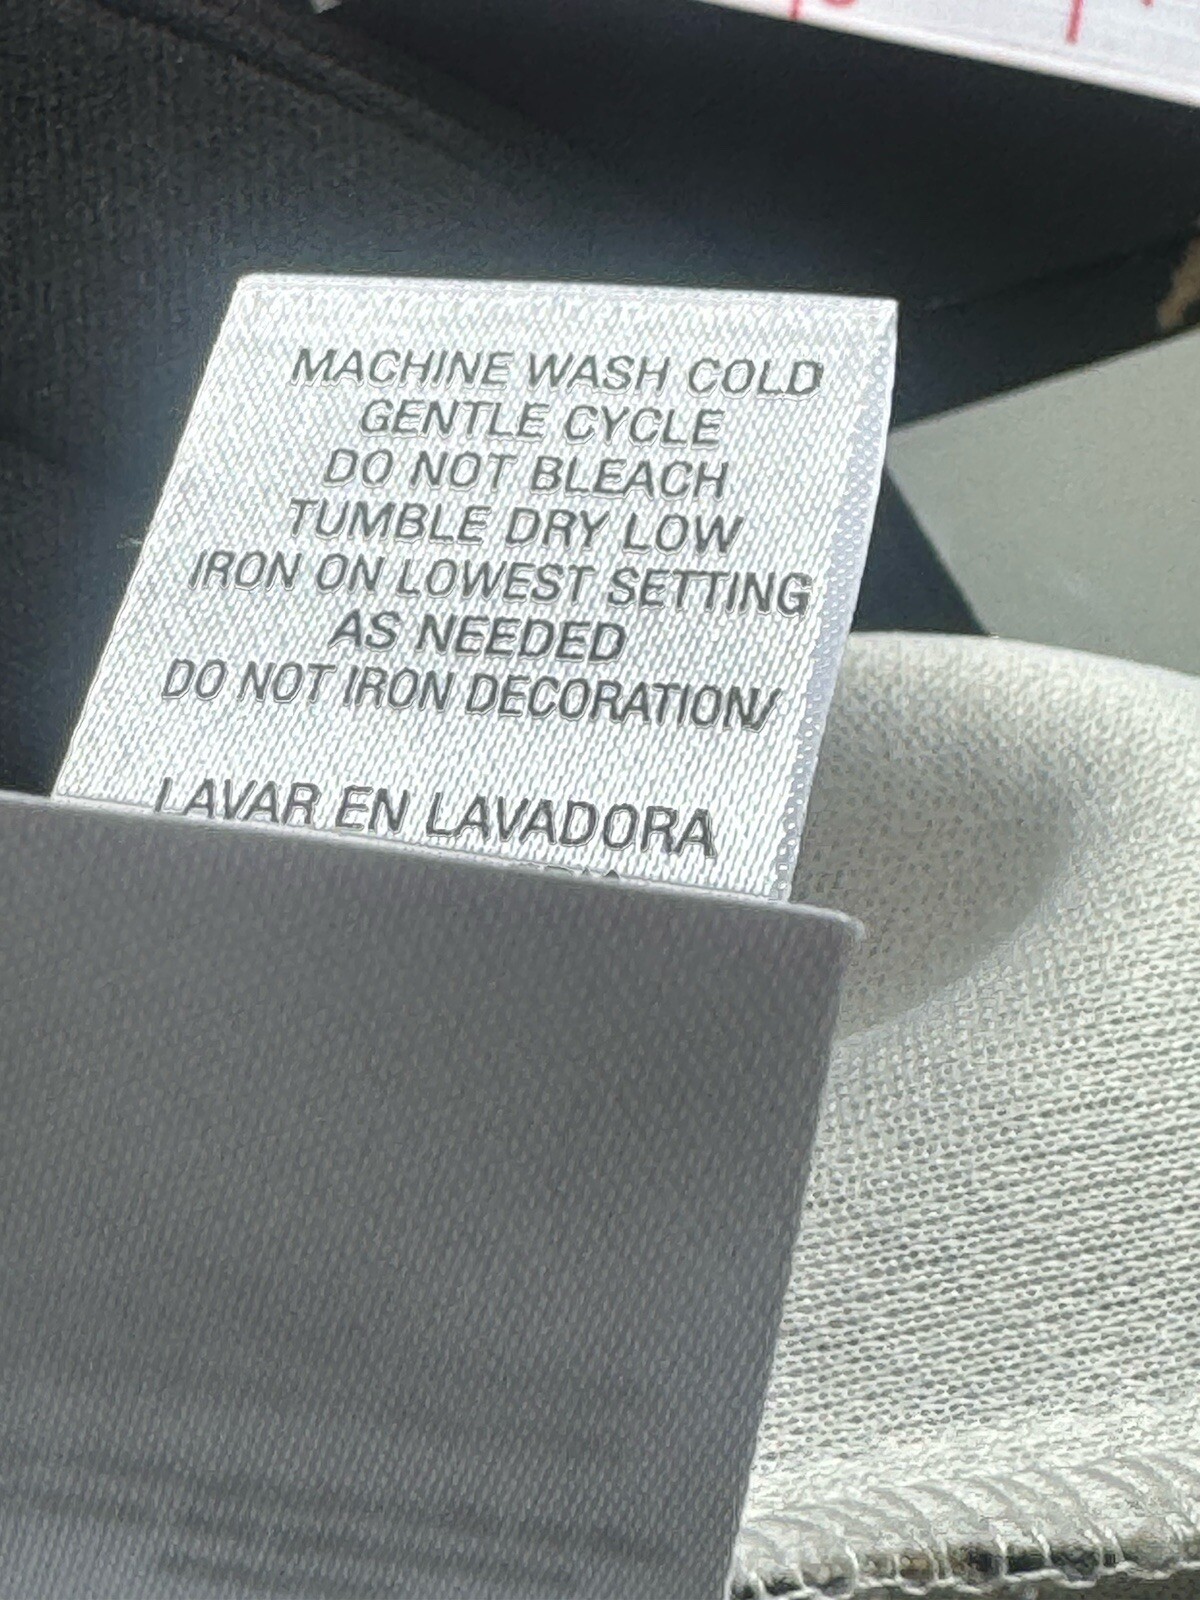 MACHINE WASH COLD
GENTLE CYCLE
DO NOT BLEACH
TUMBLE DRY LOW
IRON ON LOWEST SETTING
AS NEEDED
DO NOT IRON DECORATION/
LAVAR EN LAVADORA